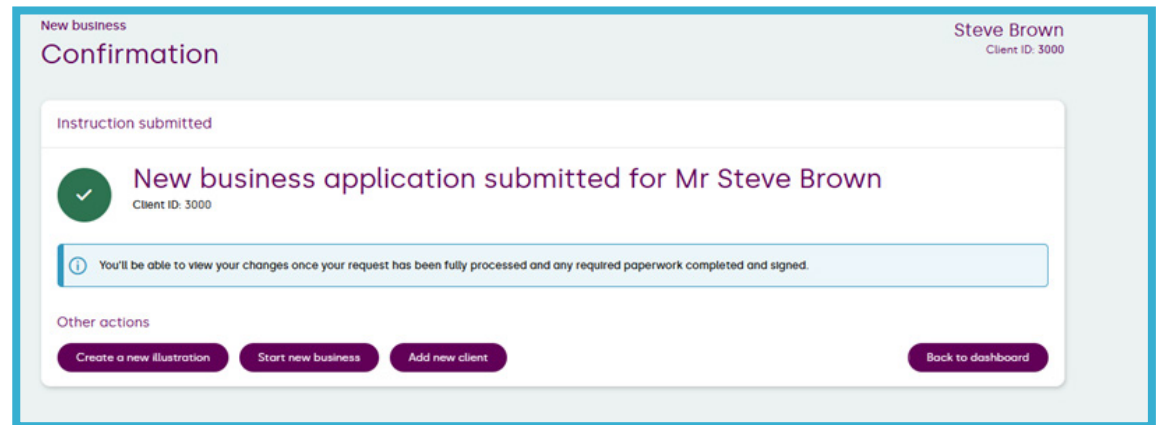 New business
Confirmation
Steve Brown
Client ID: 3000
Instruction submitted
New business application submitted for Mr Steve Brown
Client ID: 3000
You'll be able to view your changes once your request has been fully processed and any required paperwork completed and signed.
Other actions
Create a new illustration
Start new business
Add new client
Back to dashboard